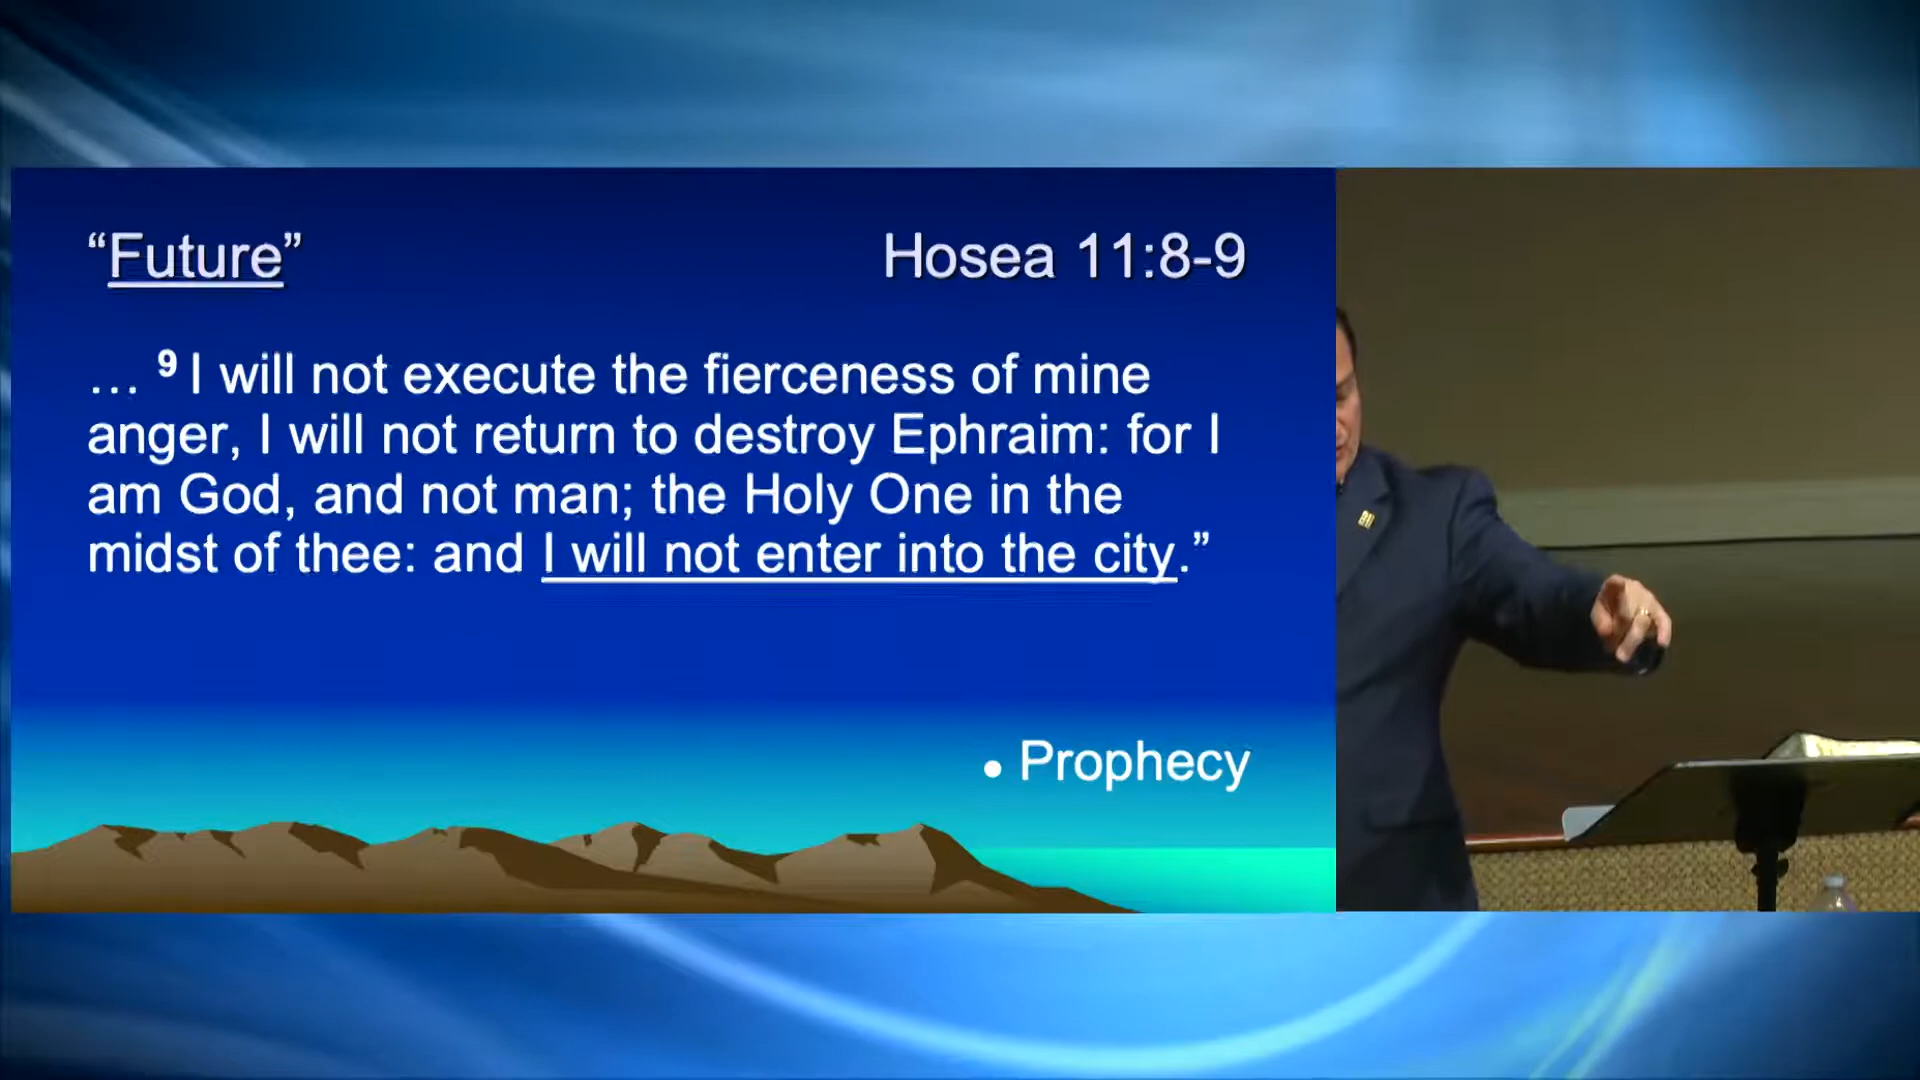 “Future”
Hosea 11:8-9
… 9 I will not execute the fierceness of mine
anger, I will not return to destroy Ephraim: for I
am God, and not man; the Holy One in the
midst of thee: and I will not enter into the city.”
• Prophecy